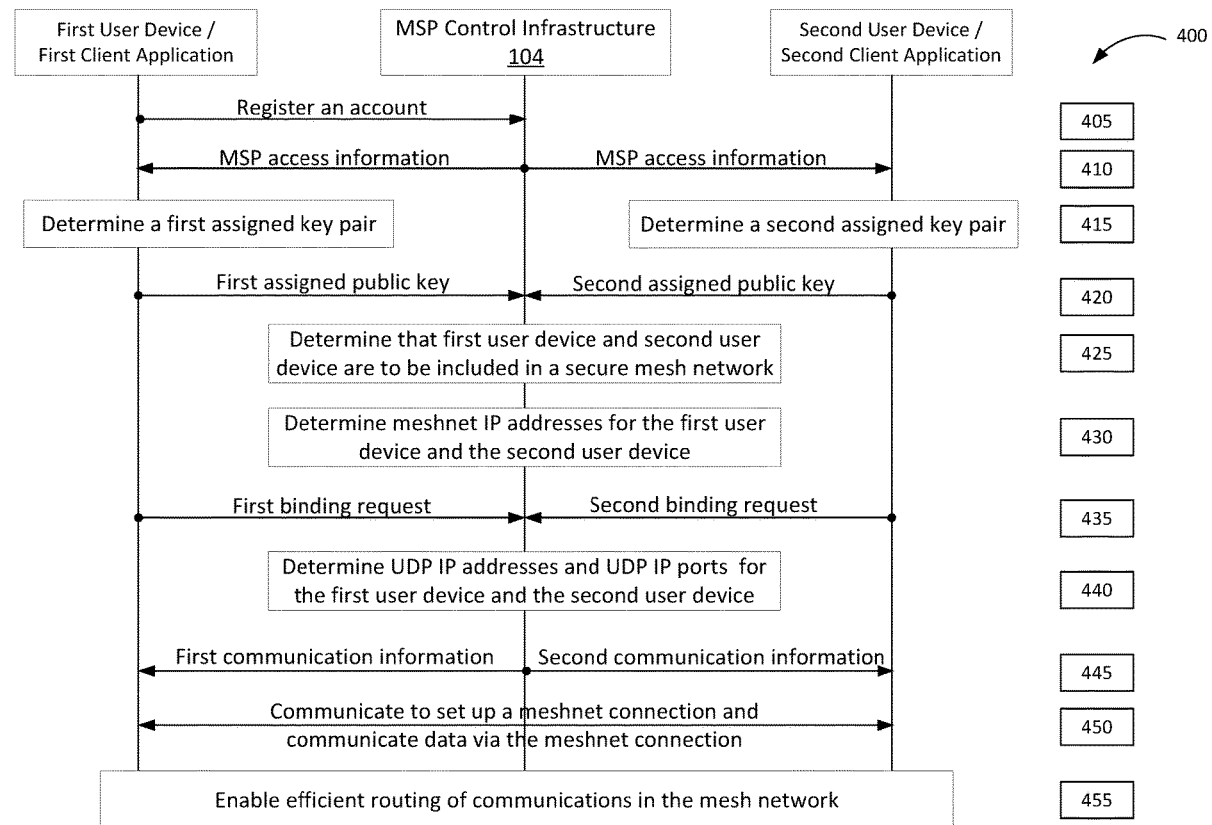 First User Device /
First Client Application
MSP Control Infrastructure
104
Second User Device /
Second Client Application
400
Register an account
405
MSP access information
MSP access information
410
Determine a first assigned key pair
Determine a second assigned key pair
415
First assigned public key
Second assigned public key
420
Determine that first user device and second user
device are to be included in a secure mesh network
425
Determine meshnet IP addresses for the first user
device and the second user device
430
First binding request
Second binding request
435
Determine UDP IP addresses and UDP IP ports for
the first user device and the second user device
440
First communication information
Second communication information
445
Communicate to set up a meshnet connection and
communicate data via the meshnet connection
450
Enable efficient routing of communications in the mesh network
455